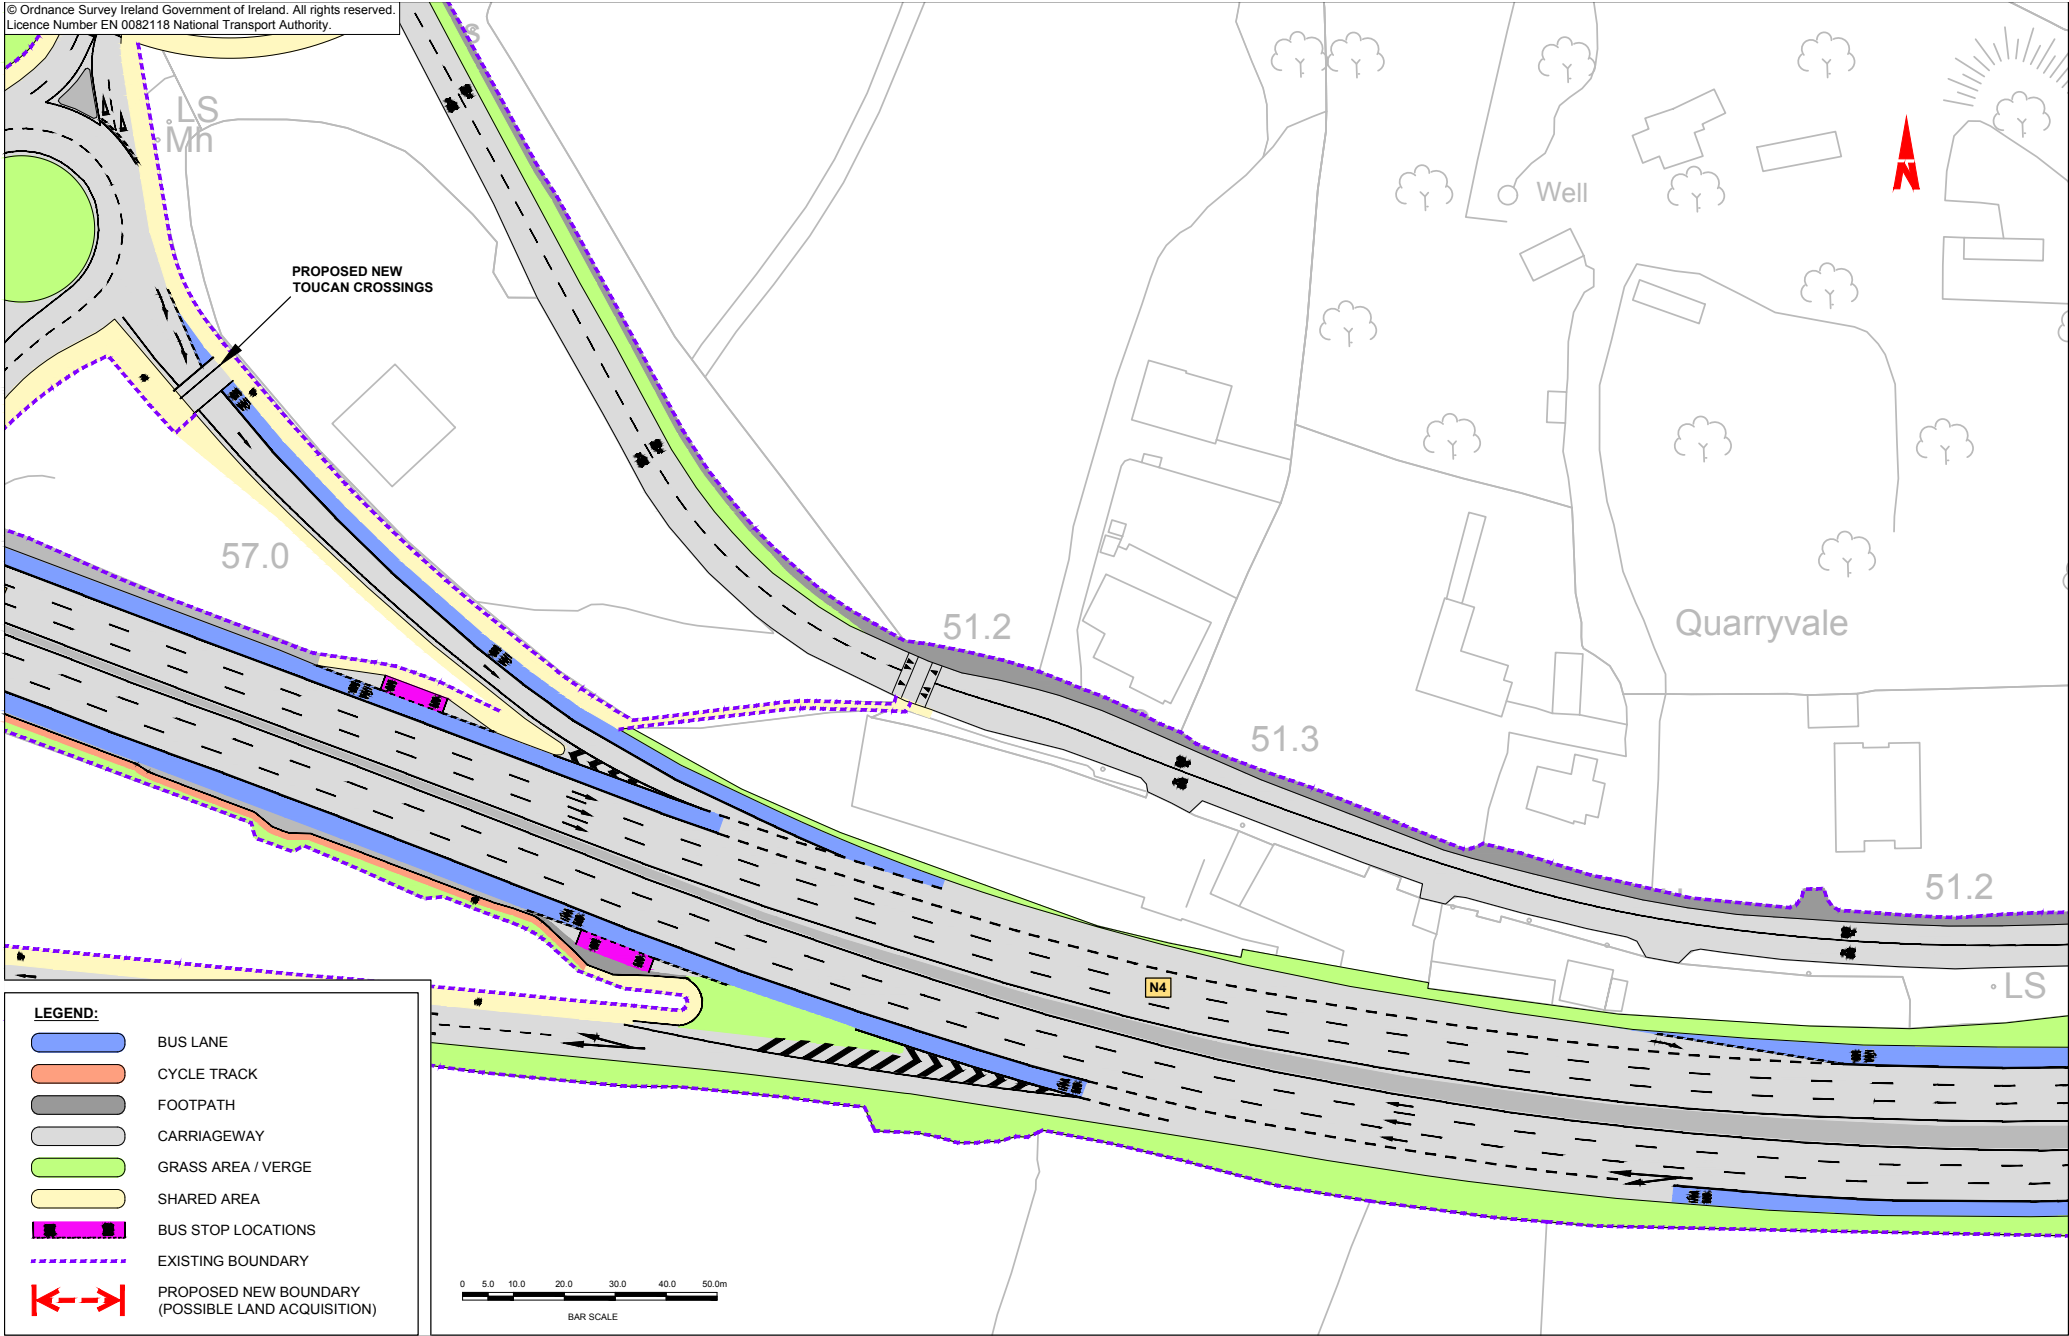 © Ordnance Survey Ireland Government of Ireland. All rights reserved.
Licence Number EN 0082118 National Transport Authority.
s
LS
Mh
Well
N
PROPOSED NEW
TOUCAN CROSSINGS
57.0
51.2
Quarryvale
51.3
51.2
N4
LS
LEGEND:
BUS LANE
CYCLE TRACK
FOOTPATH
CARRIAGEWAY
GRASS AREA / VERGE
SHARED AREA
BUS STOP LOCATIONS
EXISTING BOUNDARY
PROPOSED NEW BOUNDARY
(POSSIBLE LAND ACQUISITION)
0 5.0 10.0 20.0 30.0 40.0 50.0m
BAR SCALE